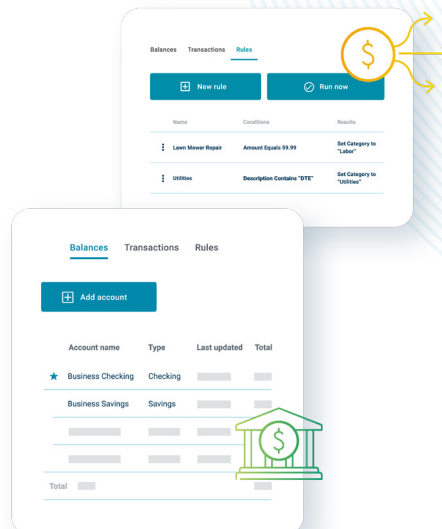 Balances Transactions Rules
New rule Run now
Name Conditions Results
Lawn Mower Repair Amount Equals 59.99 Set Category to
"Labor"
Utilities Description Contains "DTE" Set Category to
"Utilities"
Balances Transactions Rules
Add account
Account name Type Last updated Total
Business Checking Checking
Business Savings Savings
Total
$
$